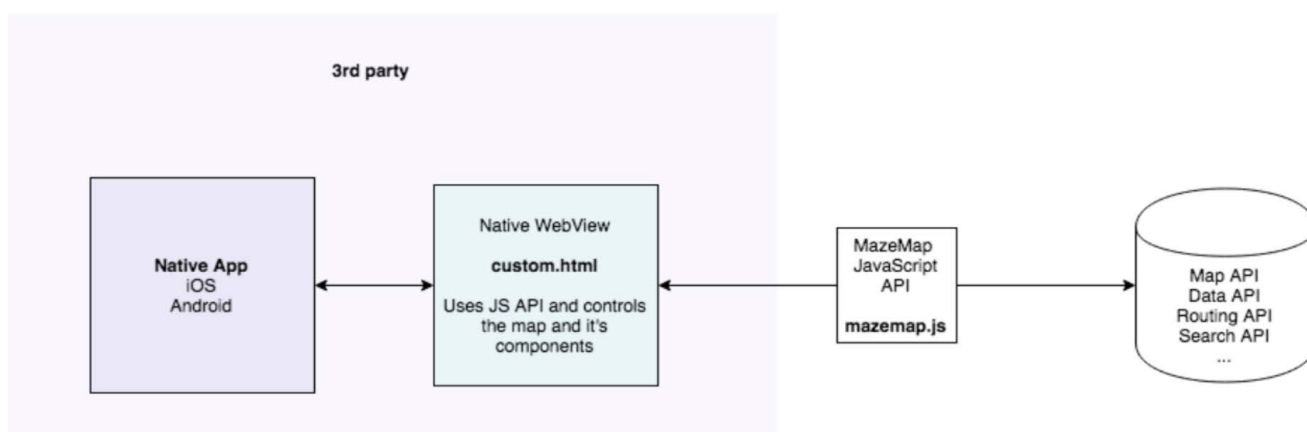 3rd party
Native App
iOS
Android
Native WebView
custom.html
Uses JS API and controls
the map and it's
components
MazeMap
JavaScript
API
mazemap.js
Map API
Data API
Routing API
Search API
...